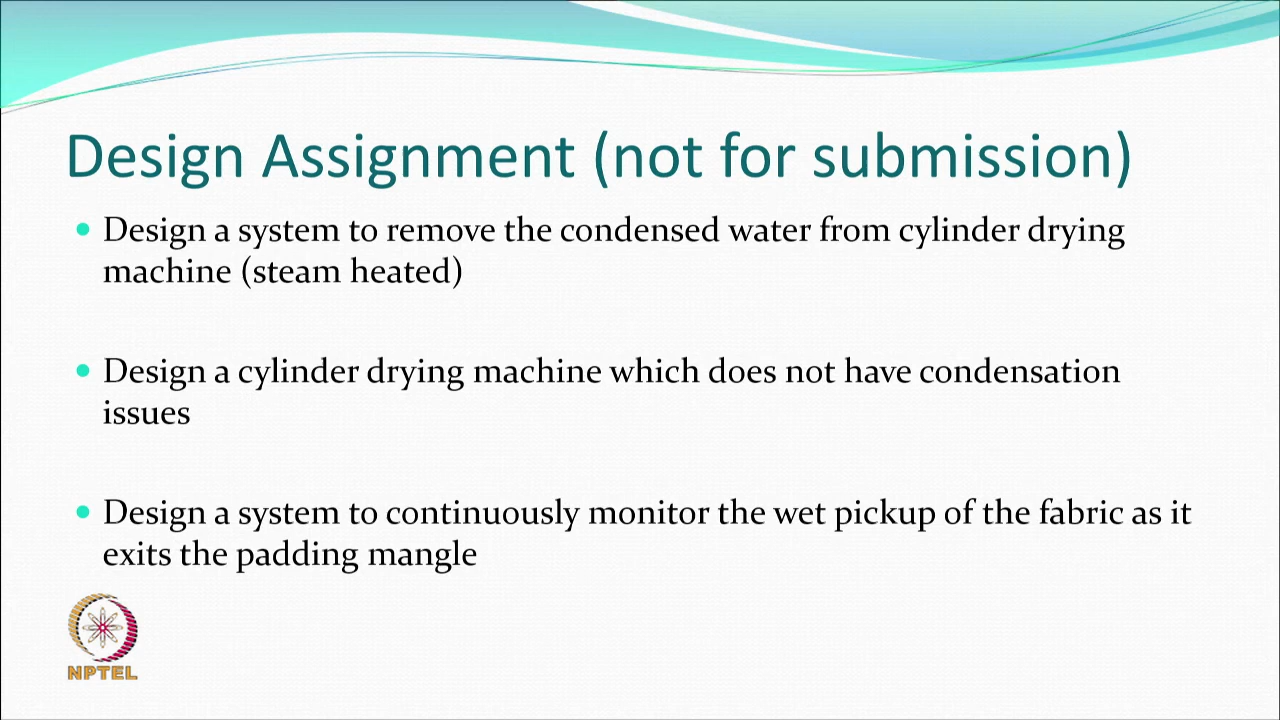 Design Assignment (not for submission)
Design a system to remove the condensed water from cylinder drying
machine (steam heated)
Design a cylinder drying machine which does not have condensation
issues
Design a system to continuously monitor the wet pickup of the fabric as it
exits the padding mangle
NPTEL